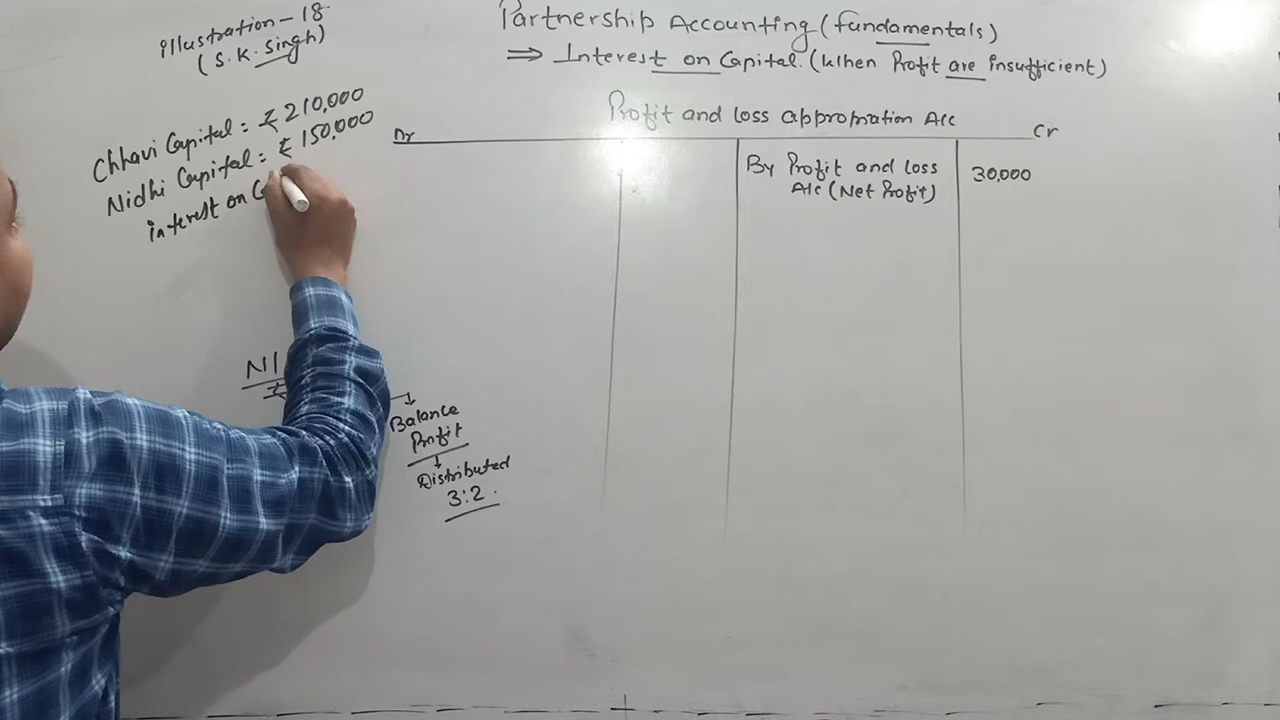 illustration - 18
(S.K. Singh)
Partnership Accounting (fundamentals)
⇒ Interest on Capital. (When Profit are insufficient)
Chhavi Capital = ₹ 210,000
Nidhi Capital = ₹ 150,000
interest on
Profit and loss appropration A/c
Dr
Cr
By Profit and loss
A/c (Net Profit)
30,000
Balance
Profit
Distributed
3:2.